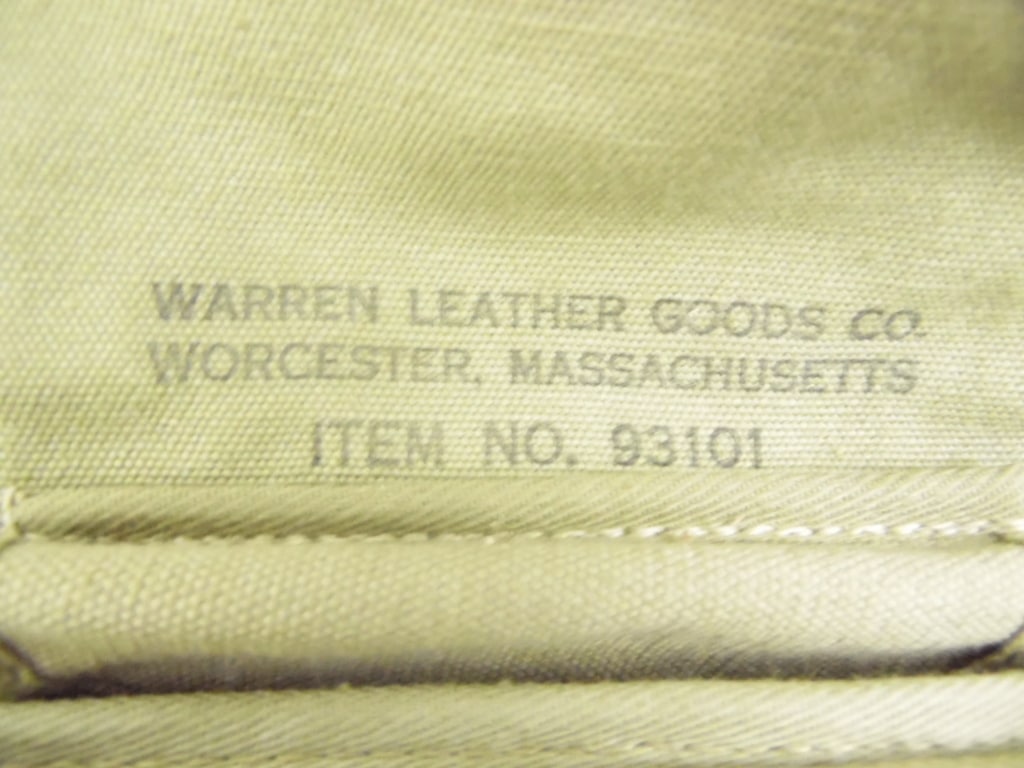 WARREN LEATHER GOODS CO.
WORCESTER, MASSACHUSETTS
ITEM NO. 93101